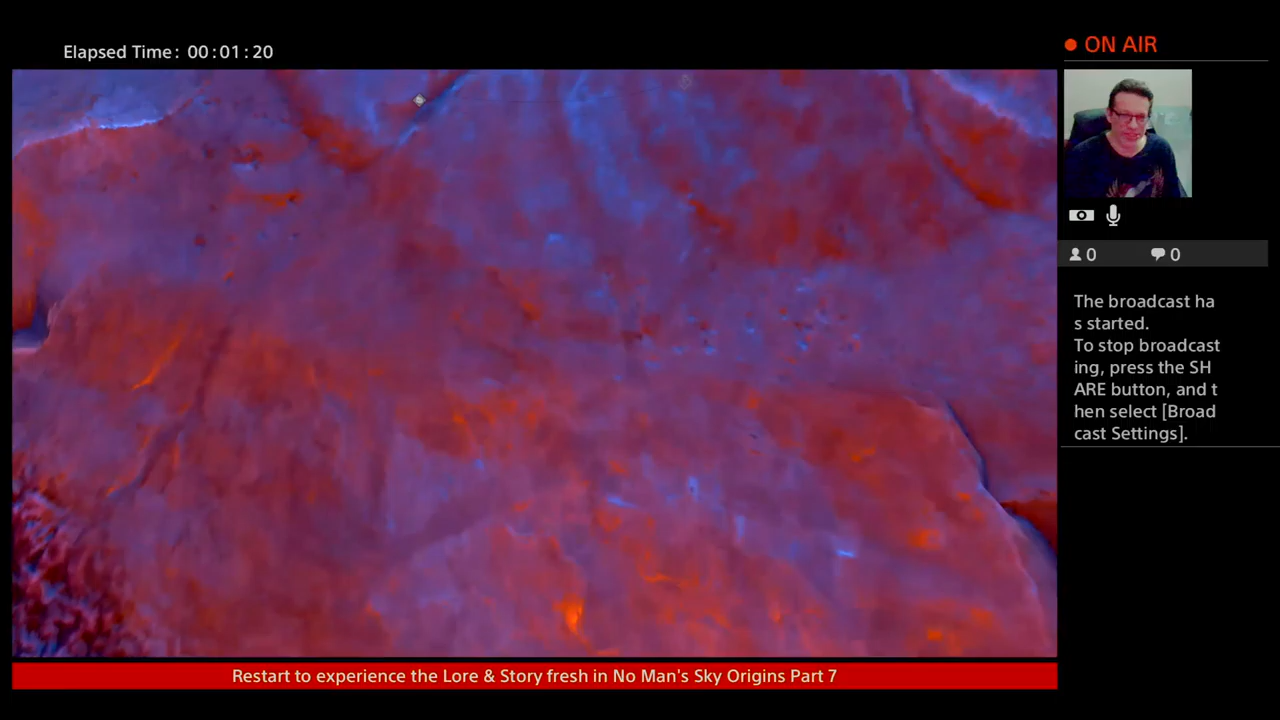 Elapsed Time: 00:01:20
ON AIR
0 0
The broadcast ha
s started.
To stop broadcast
ing, press the SH
ARE button, and t
hen select [Broad
cast Settings].
Restart to experience the Lore & Story fresh in No Man's Sky Origins Part 7